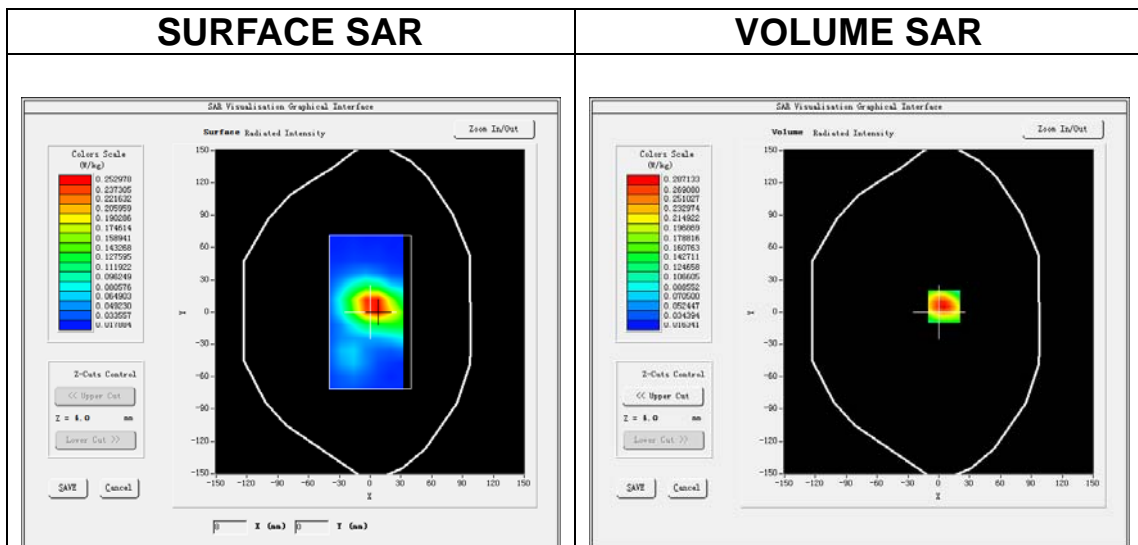 SURFACE SAR
VOLUME SAR
SAR Visualisation Graphical Interface
Surface Radiated Intensity
Zoom In/Out
Colors Scale
(W/kg)
0.252978
0.237305
0.221632
0.205959
0.190286
0.174614
0.158941
0.143268
0.127595
0.111922
0.096249
0.080576
0.064903
0.049230
0.033557
0.017884
150
120
90
60
30
0
-30
-60
-90
-120
-150
Y
-150 -120 -90 -60 -30 0 30 60 90 120 150
X
Z-Cuts Control
<< Upper Cut
Z = 4.0 mm
Lower Cut >>
SAVE Cancel
0 X (mm) 0 Y (mm)
SAR Visualisation Graphical Interface
Volume Radiated Intensity
Zoom In/Out
Colors Scale
(W/kg)
0.287133
0.269080
0.251027
0.232974
0.214922
0.196869
0.178816
0.160763
0.142711
0.124658
0.106605
0.088552
0.070500
0.052447
0.034394
0.016341
150
120
90
60
30
0
-30
-60
-90
-120
-150
Y
-150 -120 -90 -60 -30 0 30 60 90 120 150
X
Z-Cuts Control
<< Upper Cut
Z = 4.0 mm
Lower Cut >>
SAVE Cancel